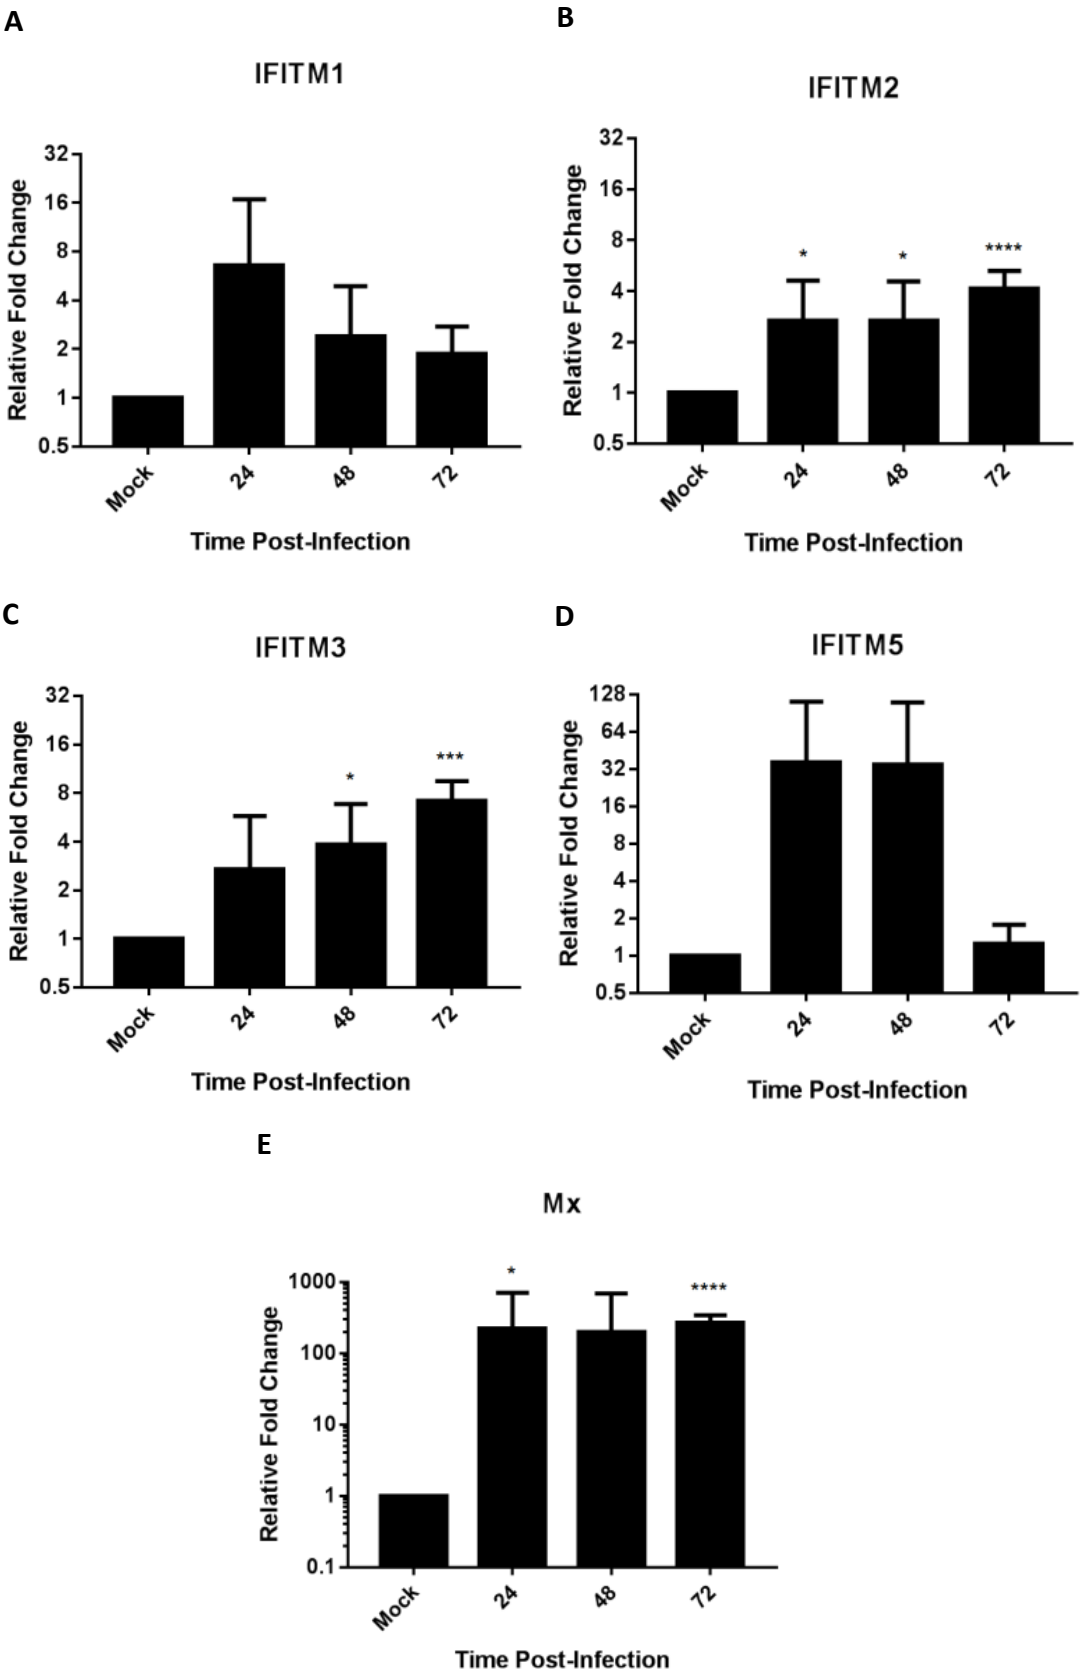 A
IFITM1
Relative Fold Change
32
16
8
4
2
1
0.5
Mock
24
48
72
Time Post-Infection
B
IFITM2
Relative Fold Change
32
16
8
4
2
1
0.5
*
*
****
Mock
24
48
72
Time Post-Infection
C
IFITM3
Relative Fold Change
32
16
8
4
2
1
0.5
*
***
Mock
24
48
72
Time Post-Infection
D
IFITM5
Relative Fold Change
128
64
32
16
8
4
2
1
0.5
Mock
24
48
72
Time Post-Infection
E
Mx
Relative Fold Change
1000
100
10
1
0.1
*
****
Mock
24
48
72
Time Post-Infection